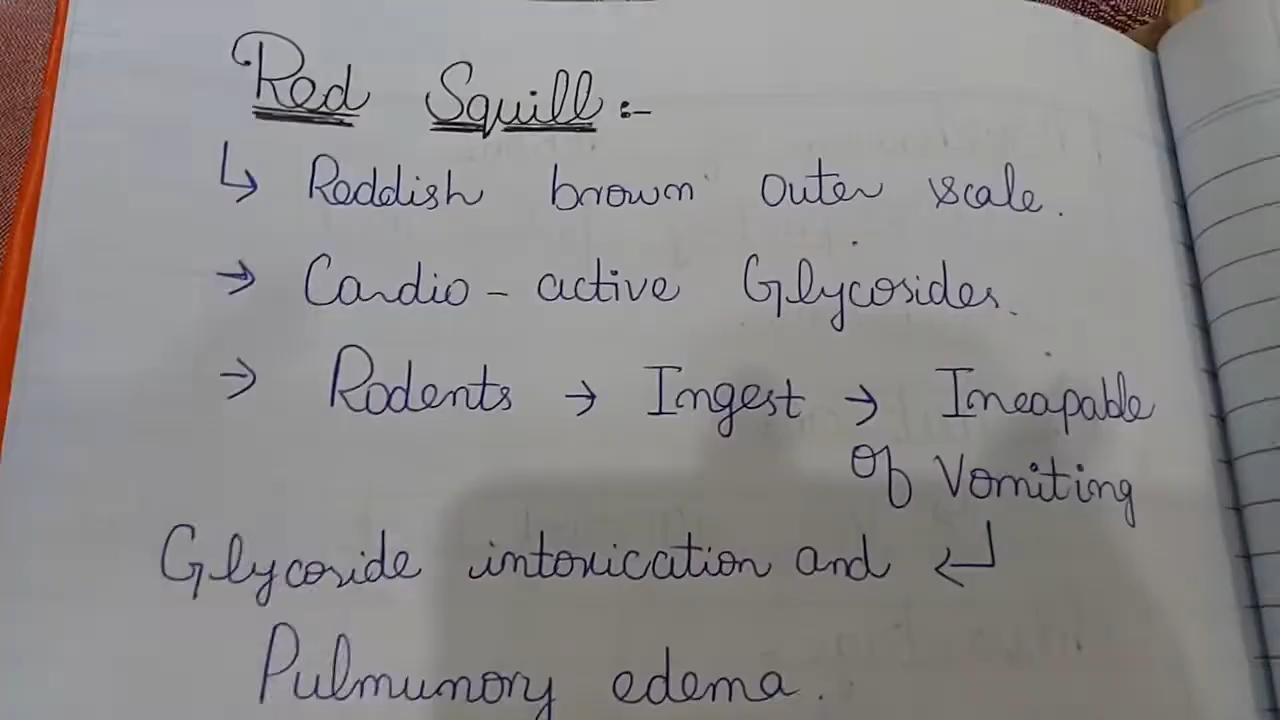 Red Squill :-
↳ Reddish brown outer scale.
→ Cardio - active Glycosides.
→ Rodents → Ingest → Incapable
of Vomiting
Glycoside intoxication and ↵
Pulmunory edema.